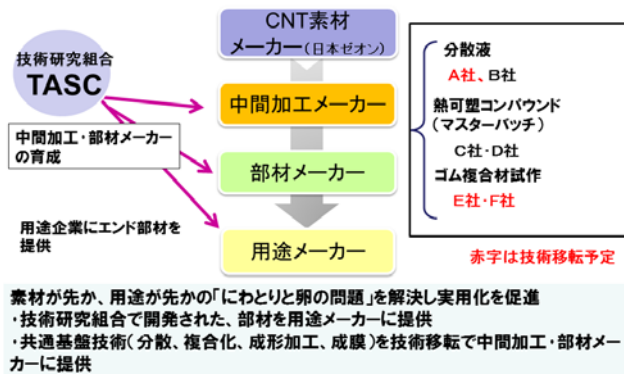 CNT素材
メーカー(日本ゼオン)
技術研究組合
TASC
中間加工メーカー
中間加工・部材メーカー
の育成
部材メーカー
用途企業にエンド部材を
提供
用途メーカー
分散液
A社、B社
熱可塑コンパウンド
(マスターバッチ)
C社・D社
ゴム複合材試作
E社・F社
赤字は技術移転予定
素材が先か、用途が先かの「にわとりと卵の問題」を解決し実用化を促進
・技術研究組合で開発された、部材を用途メーカーに提供
・共通基盤技術(分散、複合化、成形加工、成膜)を技術移転で中間加工・部材メー
カーに提供